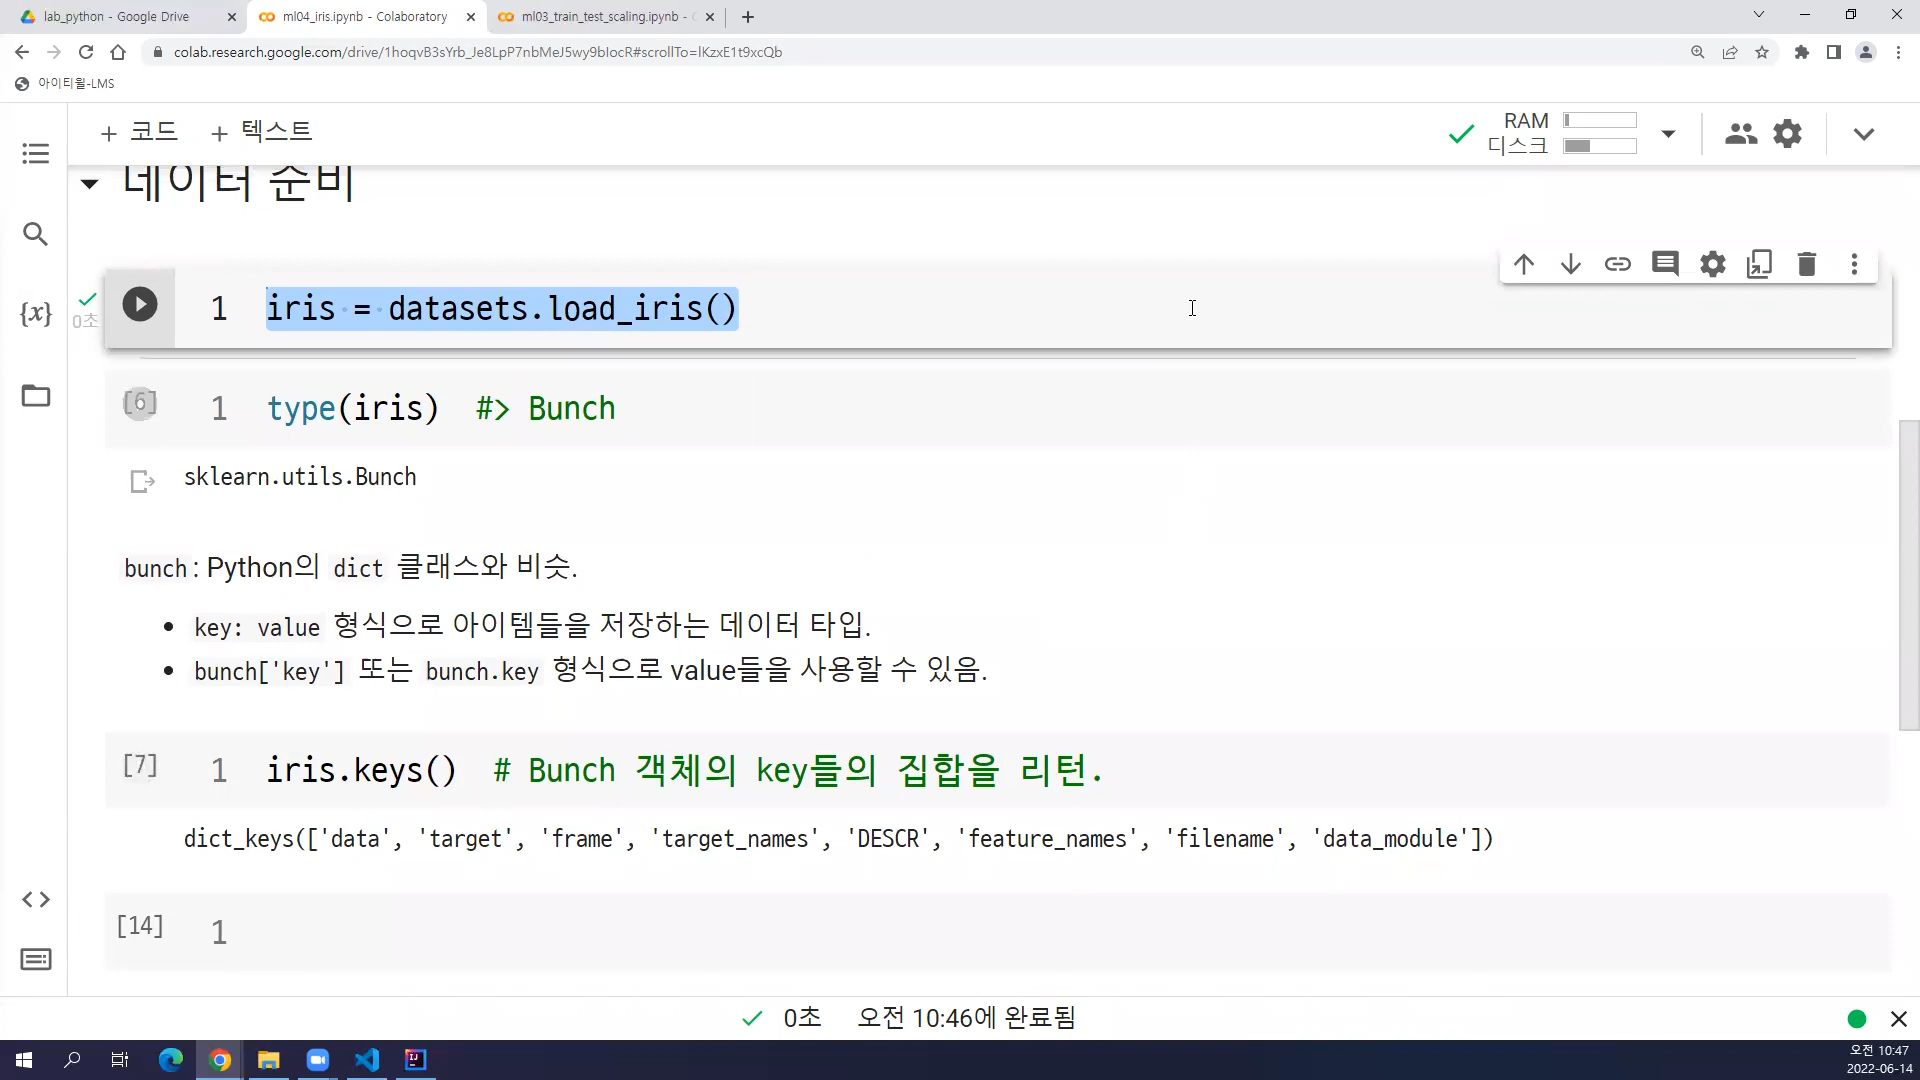 lab_python - Google Drive
ml04_iris.ipynb - Colaboratory
ml03_train_test_scaling.ipynb -
colab.research.google.com/drive/1hoqvB3sYrb_Je8LpP7nbMeJ5wy9blocR#scrollTo=lKzxE1t9xcQb
아이티윌-LMS
+ 코드 + 텍스트
RAM
디스크
데이터 준비
0초
1 iris = datasets.load_iris()
[6] 1 type(iris) #> Bunch
sklearn.utils.Bunch
bunch: Python의 dict 클래스와 비슷.
• key: value 형식으로 아이템들을 저장하는 데이터 타입.
• bunch['key'] 또는 bunch.key 형식으로 value들을 사용할 수 있음.
[7] 1 iris.keys() # Bunch 객체의 key들의 집합을 리턴.
dict_keys(['data', 'target', 'frame', 'target_names', 'DESCR', 'feature_names', 'filename', 'data_module'])
[14] 1
0초 오전 10:46에 완료됨
오전 10:47
2022-06-14